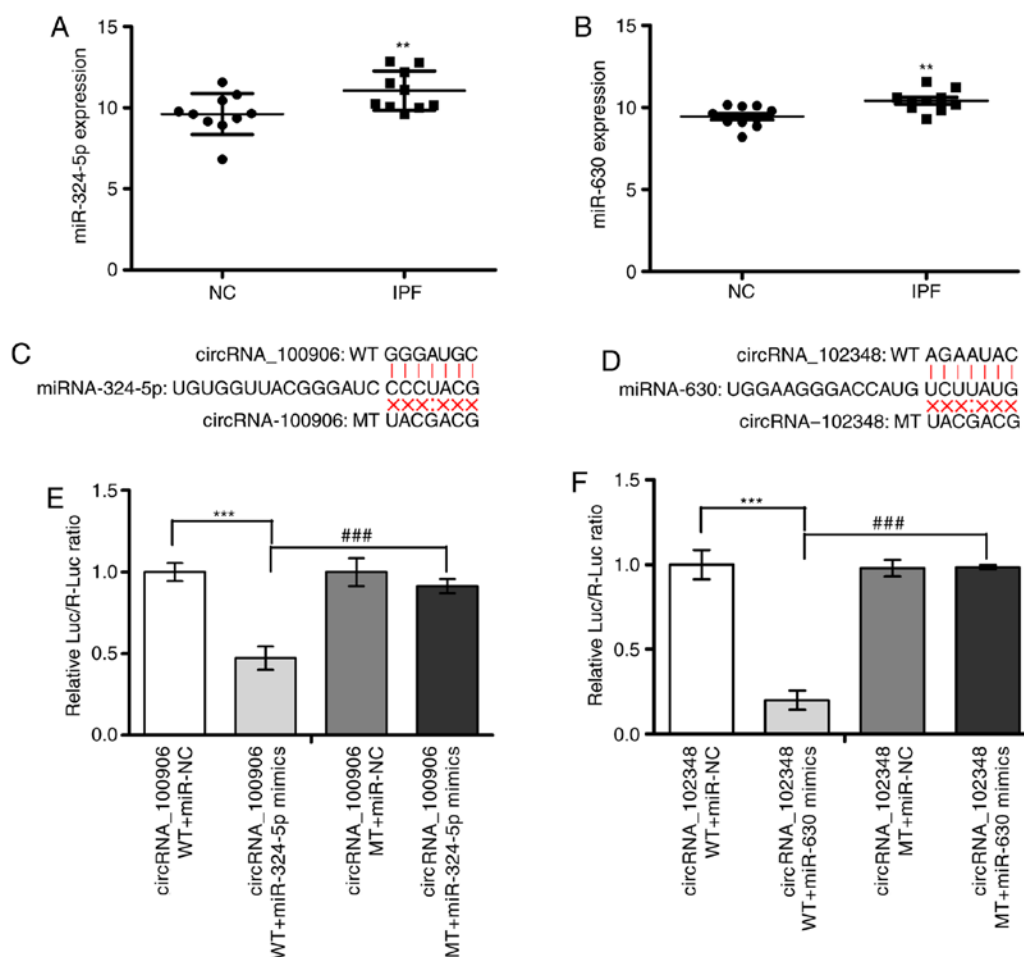 A
15
10
5
0
miR-324-5p expression
**
NC
IPF
B
15
10
5
0
miR-630 expression
**
NC
IPF
C
circRNA_100906: WT GGGAUGC
miRNA-324-5p: UGUGGUUACGGGAUC CCCUACG
circRNA-100906: MT UACGACG
D
circRNA_102348: WT AGAAUAC
miRNA-630: UGGAAGGGACCAUG UCUUAUG
circRNA-102348: MT UACGACG
E
1.5
1.0
0.5
0.0
Relative Luc/R-Luc ratio
***
###
circRNA_100906
WT+miR-NC
circRNA_100906
WT+miR-324-5p mimics
circRNA_100906
MT+miR-NC
circRNA_100906
MT+miR-324-5p mimics
F
1.5
1.0
0.5
0.0
Relative Luc/R-Luc ratio
***
###
circRNA_102348
WT+miR-NC
circRNA_102348
WT+miR-630 mimics
circRNA_102348
MT+miR-NC
circRNA_102348
MT+miR-630 mimics